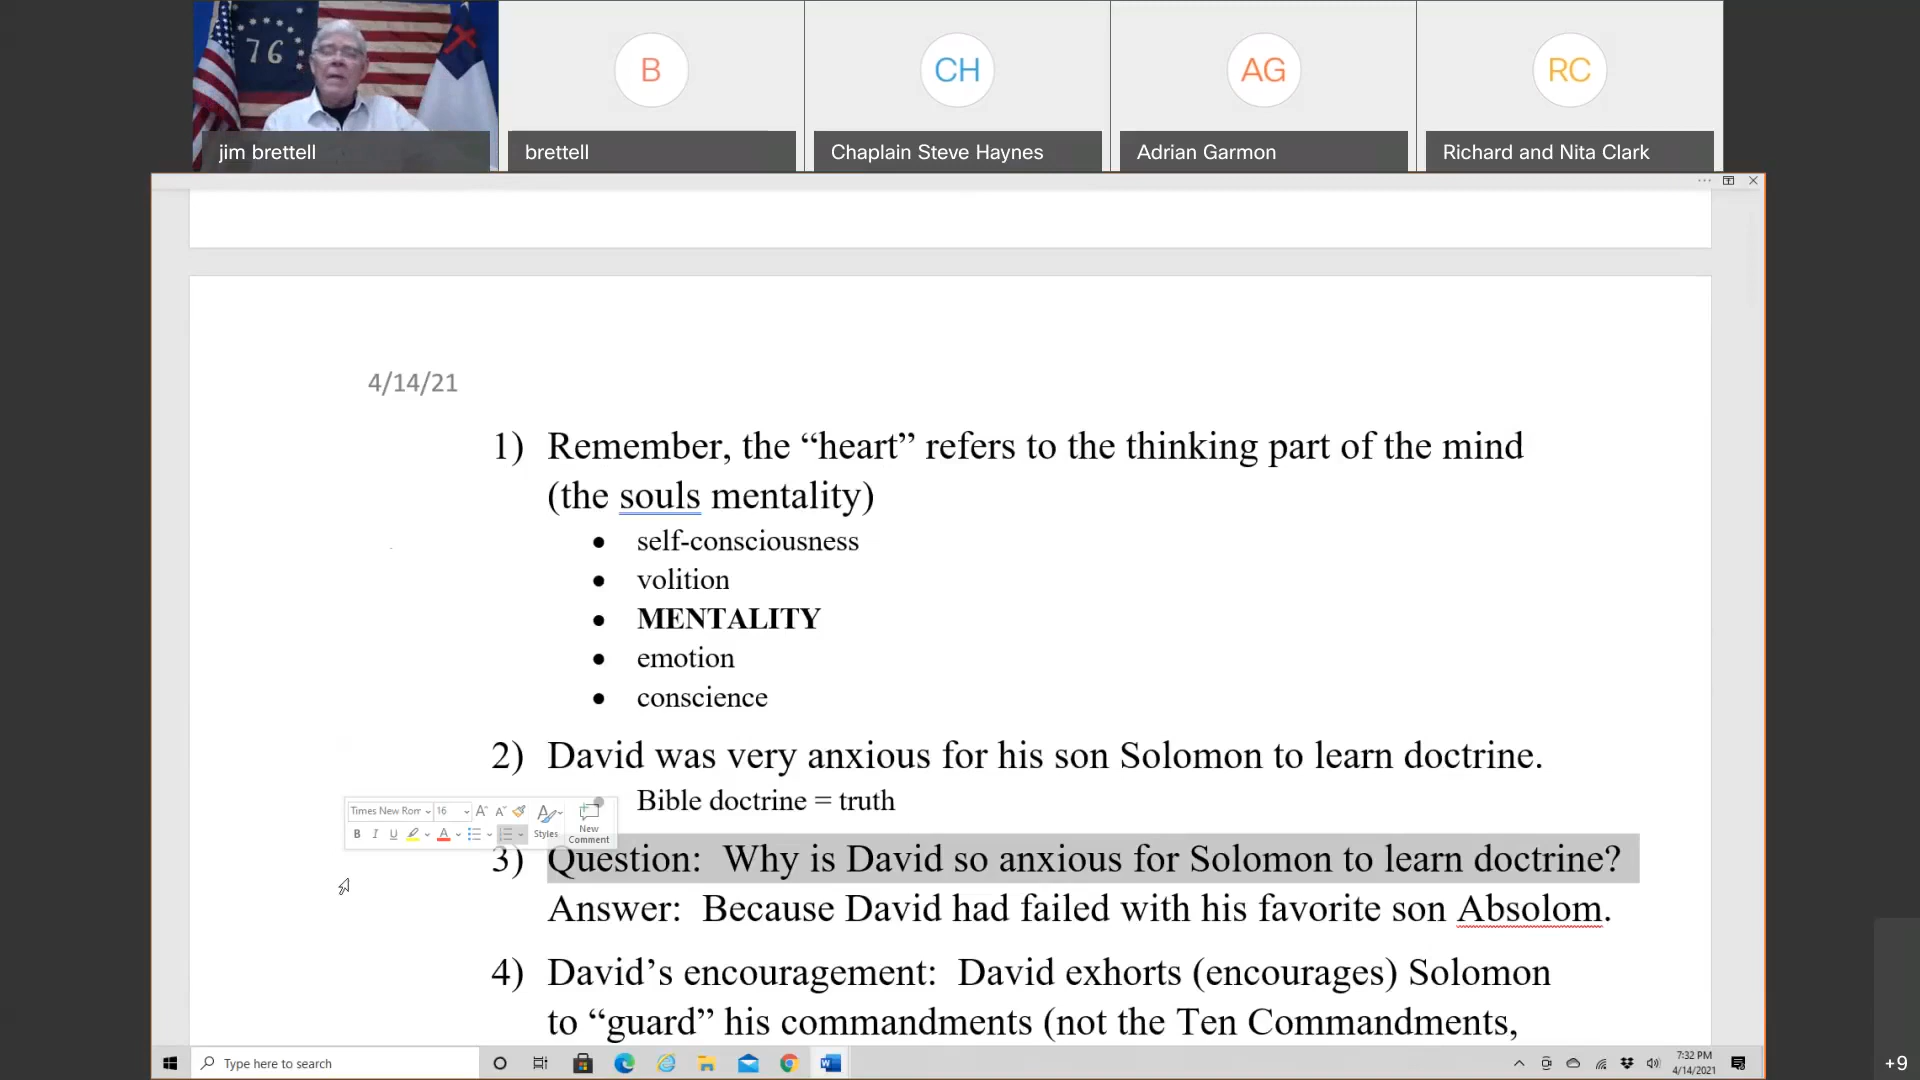 76
B
CH
AG
RC
jim brettell
brettell
Chaplain Steve Haynes
Adrian Garmon
Richard and Nita Clark
4/14/21
1) Remember, the “heart” refers to the thinking part of the mind
(the souls mentality)
• self-consciousness
• volition
• MENTALITY
• emotion
• conscience
2) David was very anxious for his son Solomon to learn doctrine.
Bible doctrine = truth
Times New Rom 16 A A
B I U A Styles New
Comment
3) Question: Why is David so anxious for Solomon to learn doctrine?
Answer: Because David had failed with his favorite son Absolom.
4) David’s encouragement: David exhorts (encourages) Solomon
to “guard” his commandments (not the Ten Commandments,
Type here to search
7:32 PM
4/14/2021
+9